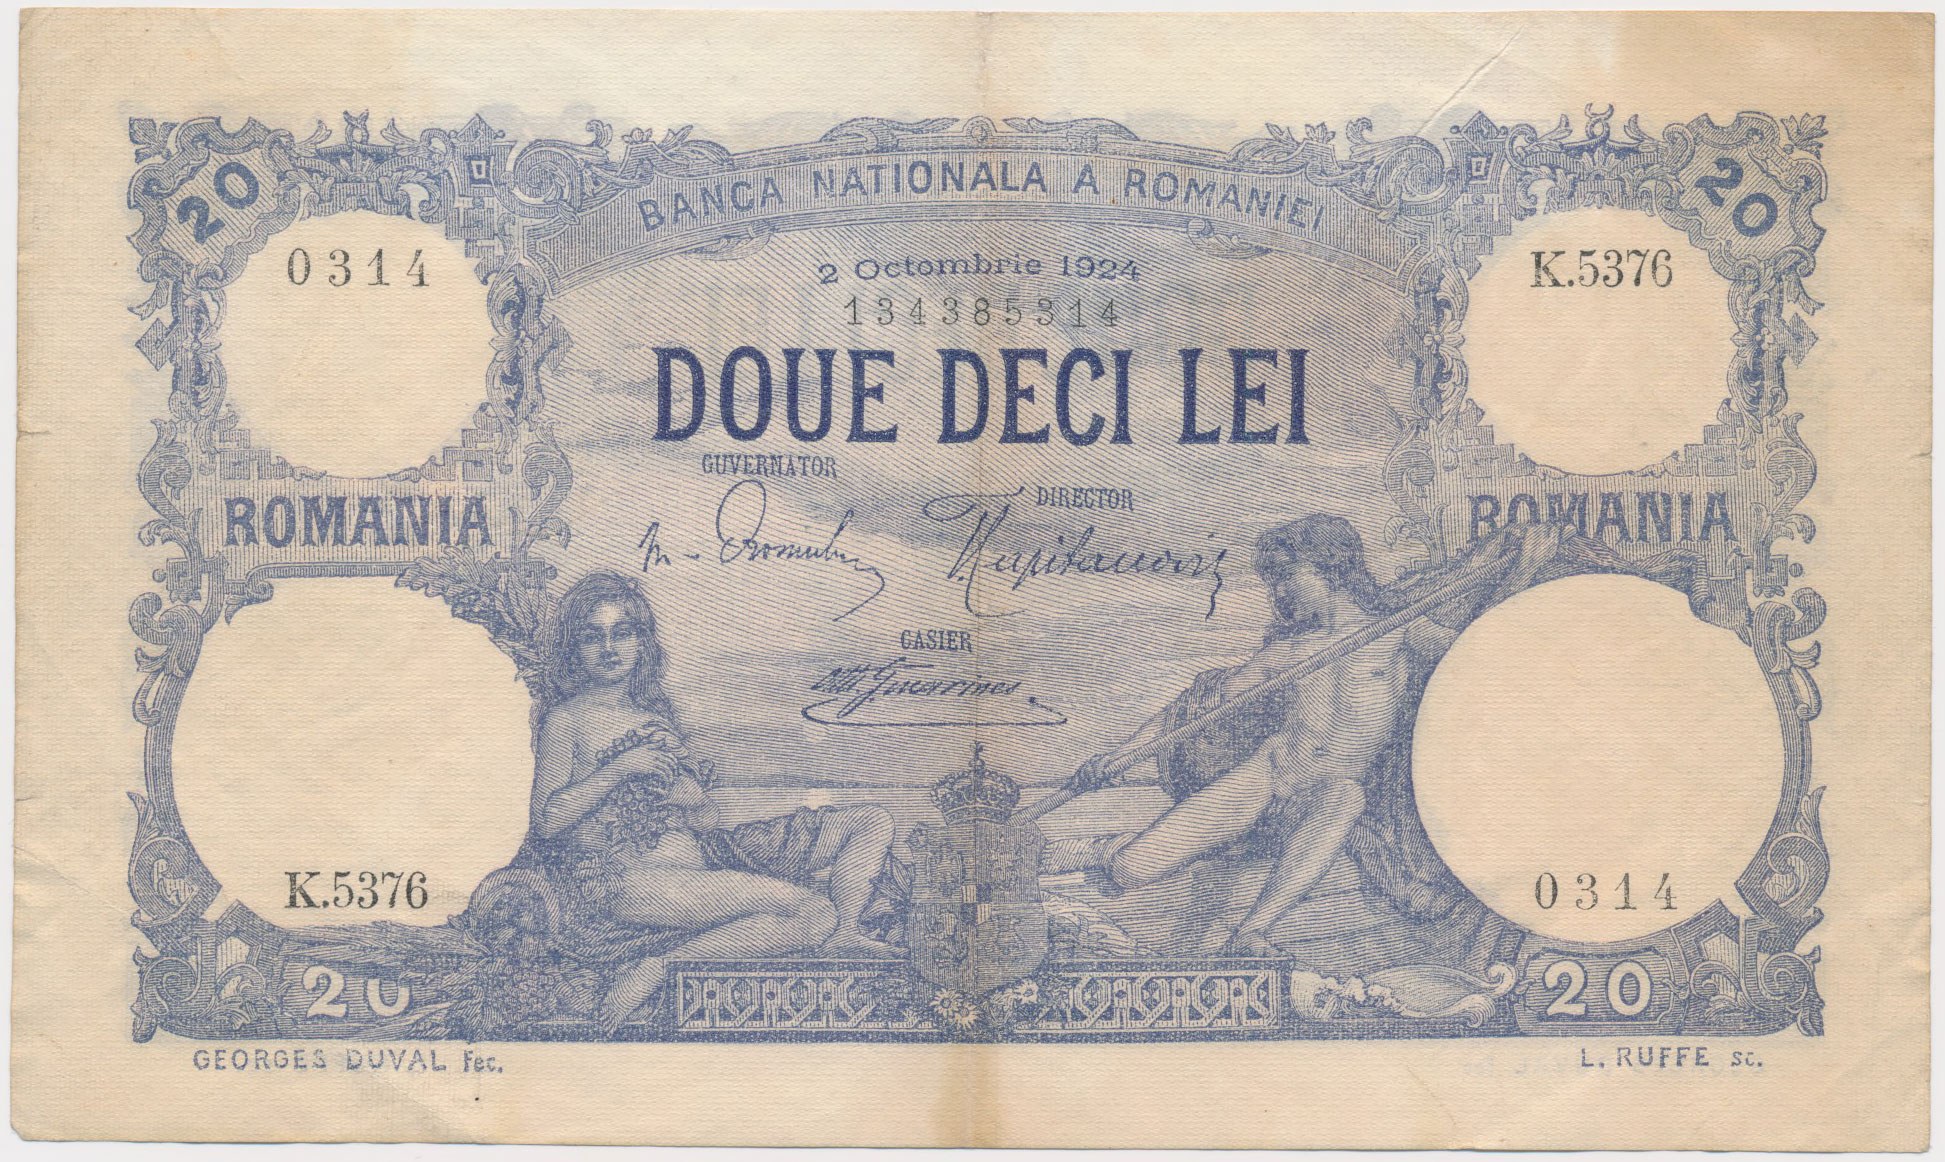 20
20
BANCA NATIONALA A ROMANIEI
0314
K.5376
2 Octombrie 1924
134385314
DOUE DECI LEI
GUVERNATOR
DIRECTOR
ROMANIA
ROMANIA
CASIER
K.5376
0314
20
20
GEORGES DUVAL Fec.
L. RUFFE sc.